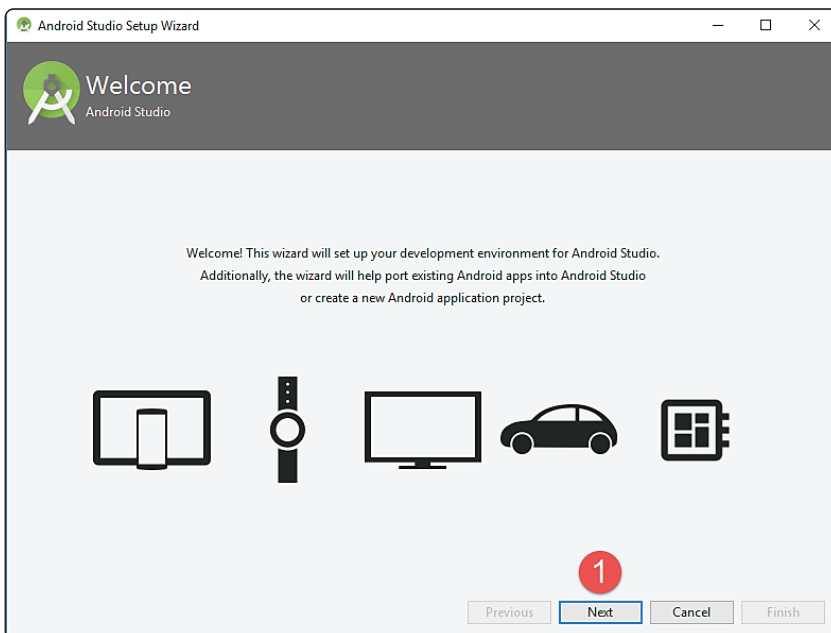 Android Studio Setup Wizard
Welcome
Android Studio
Welcome! This wizard will set up your development environment for Android Studio.
Additionally, the wizard will help port existing Android apps into Android Studio
or create a new Android application project.
1
Previous Next Cancel Finish